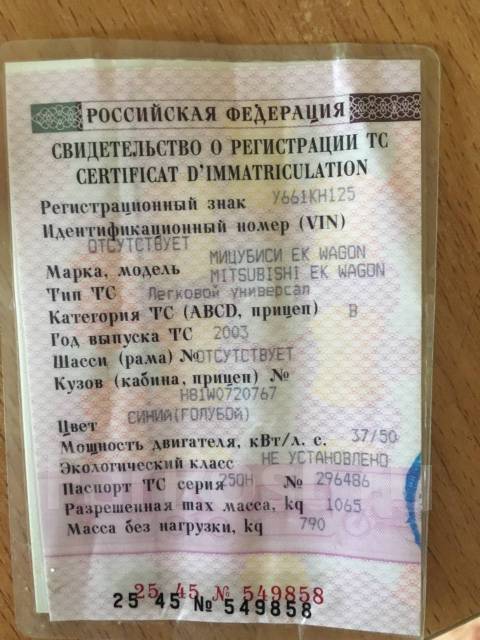 РОССИЙСКАЯ ФЕДЕРАЦИЯ
СВИДЕТЕЛЬСТВО О РЕГИСТРАЦИИ ТС
CERTIFICAT D'IMMATRICULATION
Регистрационный знак У661КН125
Идентификационный номер (VIN)
ОТСУТСТВУЕТ
МИЦУБИСИ ЕК WAGON
Марка, модель MITSUBISHI EK WAGON
Тип ТС Легковой универсал
Категория ТС (ABCD, прицеп) B
Год выпуска ТС 2003
Шасси (рама) № ОТСУТСТВУЕТ
Кузов (кабина, прицеп) №
H81W0720767
СИНИЙ(ГОЛУБОЙ)
Цвет
Мощность двигателя, кВт/л. с. 37/50
Экологический класс НЕ УСТАНОВЛЕНО
Паспорт ТС серия 25ОН № 296486
Разрешенная max масса, kg 1065
Масса без нагрузки, kg 790
25 45 № 549858
25 45 № 549858